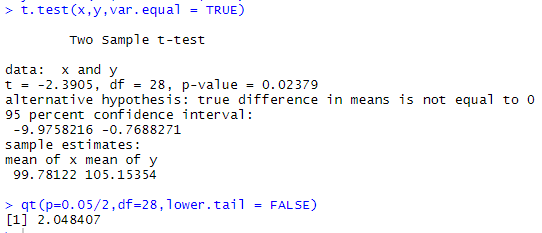 > t.test(x,y,var.equal = TRUE)
Two Sample t-test
data: x and y
t = -2.3905, df = 28, p-value = 0.02379
alternative hypothesis: true difference in means is not equal to 0
95 percent confidence interval:
-9.9758216 -0.7688271
sample estimates:
mean of x mean of y
99.78122 105.15354
> qt(p=0.05/2,df=28,lower.tail = FALSE)
[1] 2.048407